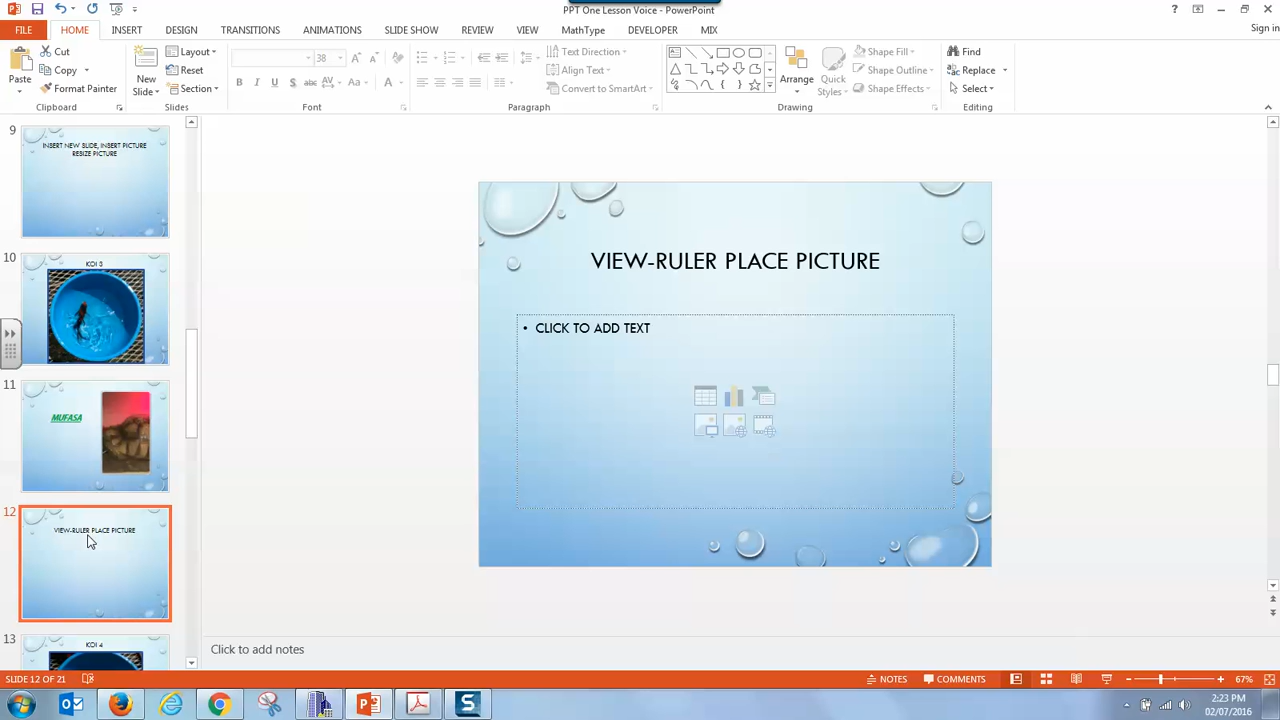 PPT One Lesson Voice - PowerPoint
?
FILE
HOME
INSERT
DESIGN
TRANSITIONS
ANIMATIONS
SLIDE SHOW
REVIEW
VIEW
MathType
DEVELOPER
MIX
Sign in
Paste
Cut
Copy
Format Painter
Clipboard
New Slide
Layout
Reset
Section
Slides
38
B I U S abc AV Aa A
Font
Text Direction
Align Text
Convert to SmartArt
Paragraph
Arrange
Quick Styles
Shape Fill
Shape Outline
Shape Effects
Drawing
Find
Replace
Select
Editing
9
INSERT NEW SLIDE, INSERT PICTURE
RESIZE PICTURE
10
KOI 3
11
MUFASA
12
VIEW-RULER PLACE PICTURE
13
KOI 4
VIEW-RULER PLACE PICTURE
• CLICK TO ADD TEXT
Click to add notes
SLIDE 12 OF 21
NOTES
COMMENTS
67%
2:23 PM
02/07/2016